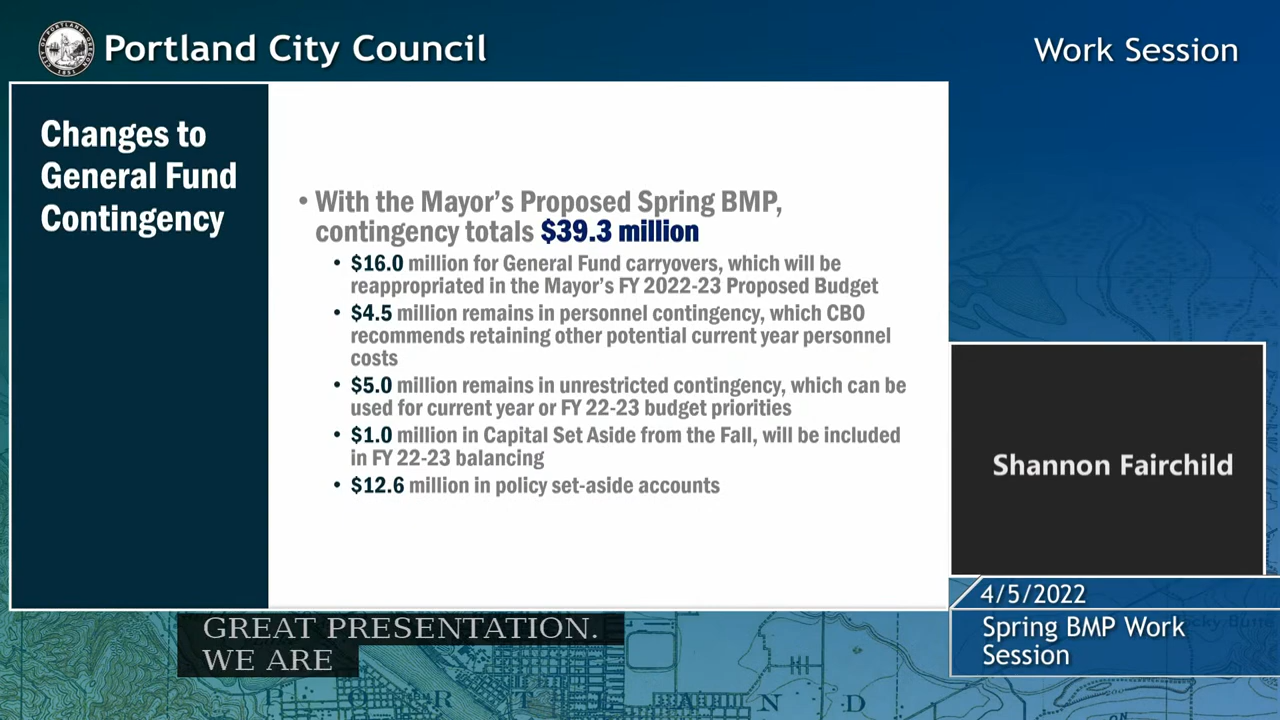 Portland City Council
Work Session
Changes to
General Fund
Contingency
• With the Mayor's Proposed Spring BMP,
contingency totals $39.3 million
• $16.0 million for General Fund carryovers, which will be
reappropriated in the Mayor's FY 2022-23 Proposed Budget
• $4.5 million remains in personnel contingency, which CBO
recommends retaining other potential current year personnel
costs
• $5.0 million remains in unrestricted contingency, which can be
used for current year or FY 22-23 budget priorities
• $1.0 million in Capital Set Aside from the Fall, will be included
in FY 22-23 balancing
• $12.6 million in policy set-aside accounts
Shannon Fairchild
4/5/2022
Spring BMP Work
Session
GREAT PRESENTATION.
WE ARE